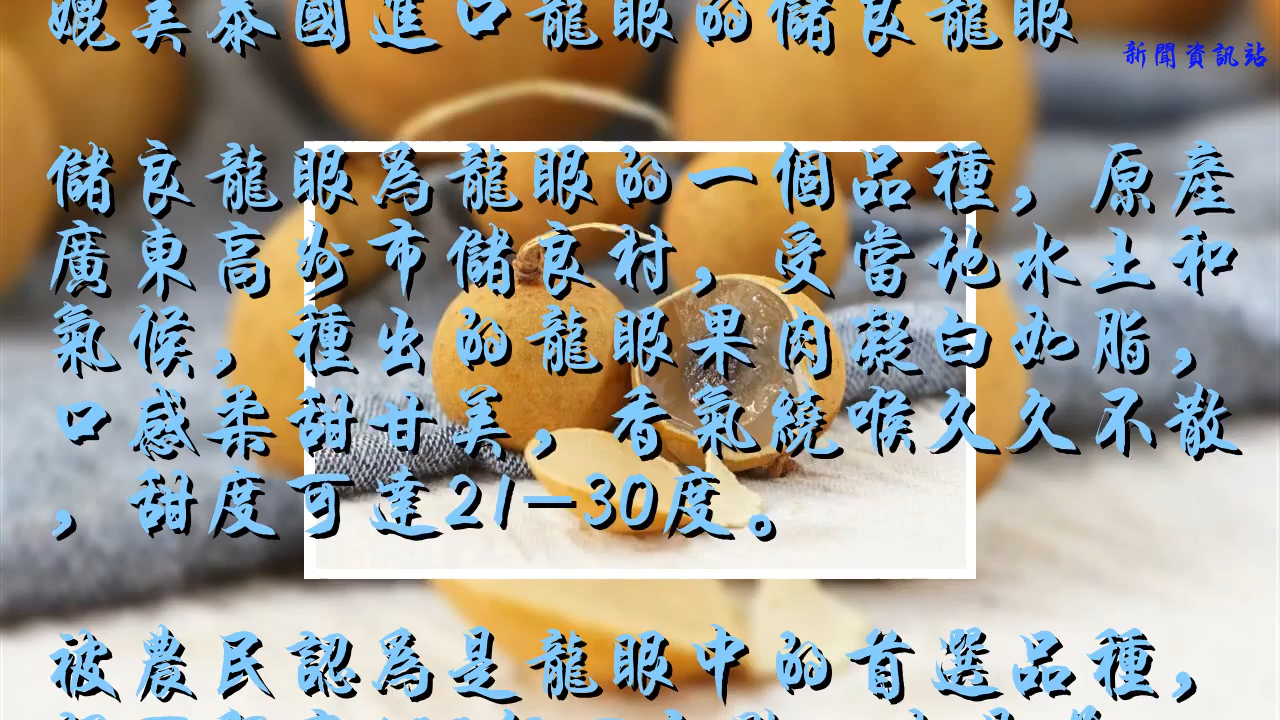 媲美泰國進口龍眼的儲良龍眼
新聞資訊站
儲良龍眼為龍眼的一個品種，原產
廣東高州市儲良村，受當地水土和
氣候，種出的龍眼果肉凝白如脂，
口感柔甜甘美，香氣繞喉久久不散
，甜度可達21—30度。
被農民認為是龍眼中的首選品種，